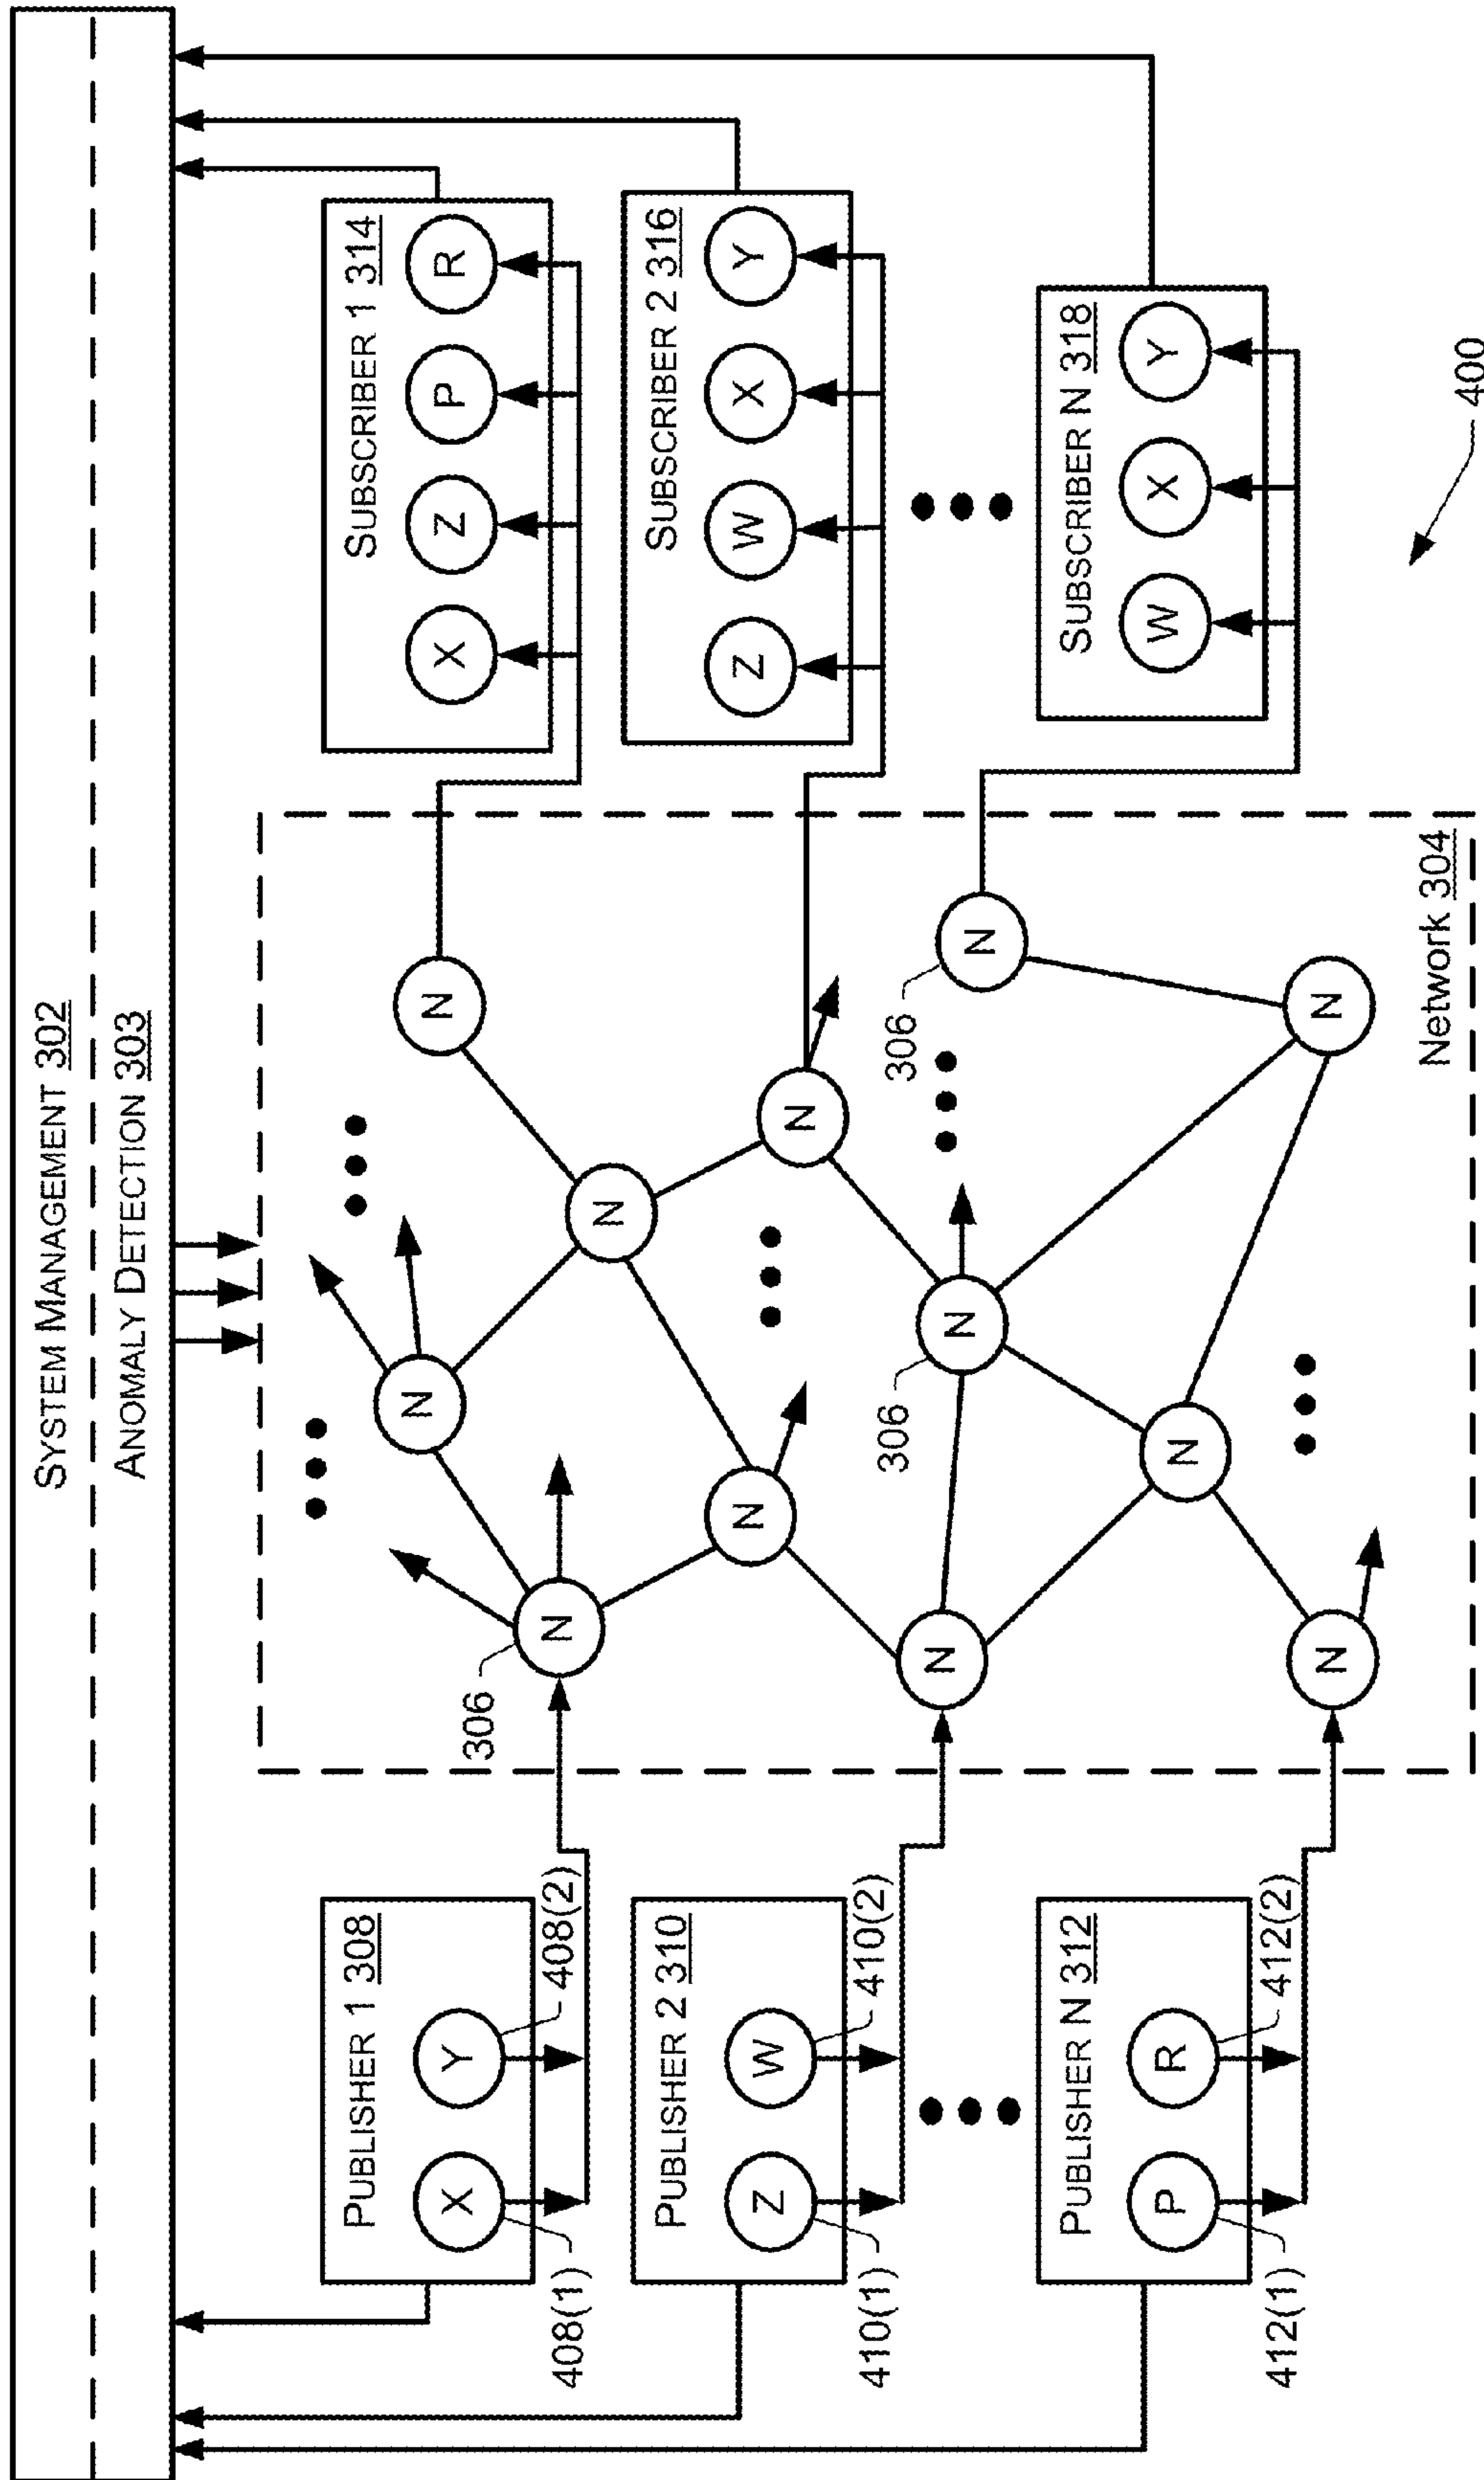 SYSTEM MANAGEMENT 302
ANOMALY DETECTION 303
PUBLISHER 1 308
X
Y
408(1)
408(2)
PUBLISHER 2 310
Z
W
410(1)
410(2)
PUBLISHER N 312
P
R
412(1)
412(2)
306
N
N
N
N
N
N
306
N
306
N
N
N
N
N
Network 304
SUBSCRIBER 1 314
X
Z
P
R
SUBSCRIBER 2 316
Z
W
X
Y
SUBSCRIBER N 318
W
X
Y
400